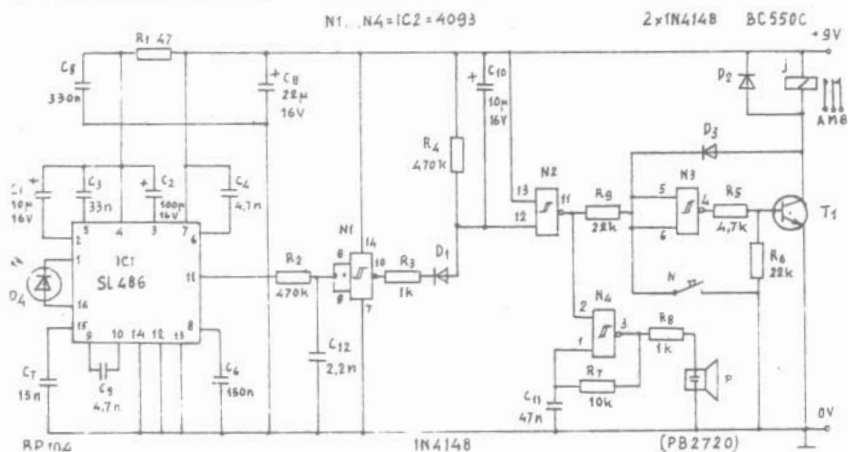 N1...N4=IC2=4093
2×1N4148 BC550C
+9V
R1 47
C8
330n
C8
22µ
16V
C10
10µ
16V
D2
J
A M B
D3
R4
470k
C1
10µ
16V
C3
33n
C2
100µ
16V
C4
4,7n
N2
13
12
11
R9
22k
N3
5
6
4
R5
4,7k
T1
R6
22k
5
4
3
7
6
2
1
16
15
IC1
SL486
11
8
9
10
14
12
13
D4
R2
470k
N1
8
9
14
10
7
R3
1k
D1
N
N4
2
1
3
R8
1k
R7
10k
P
C7
15n
C9
4,7n
C6
150n
C12
2,2n
C11
47n
0V
BP104
1N4148
(PB2720)